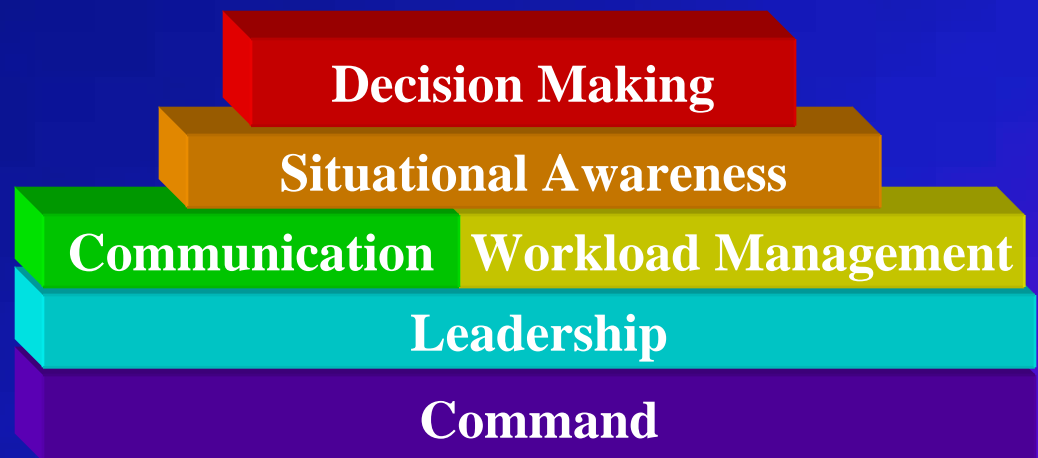 Decision Making
Situational Awareness
Communication Workload Management
Leadership
Command